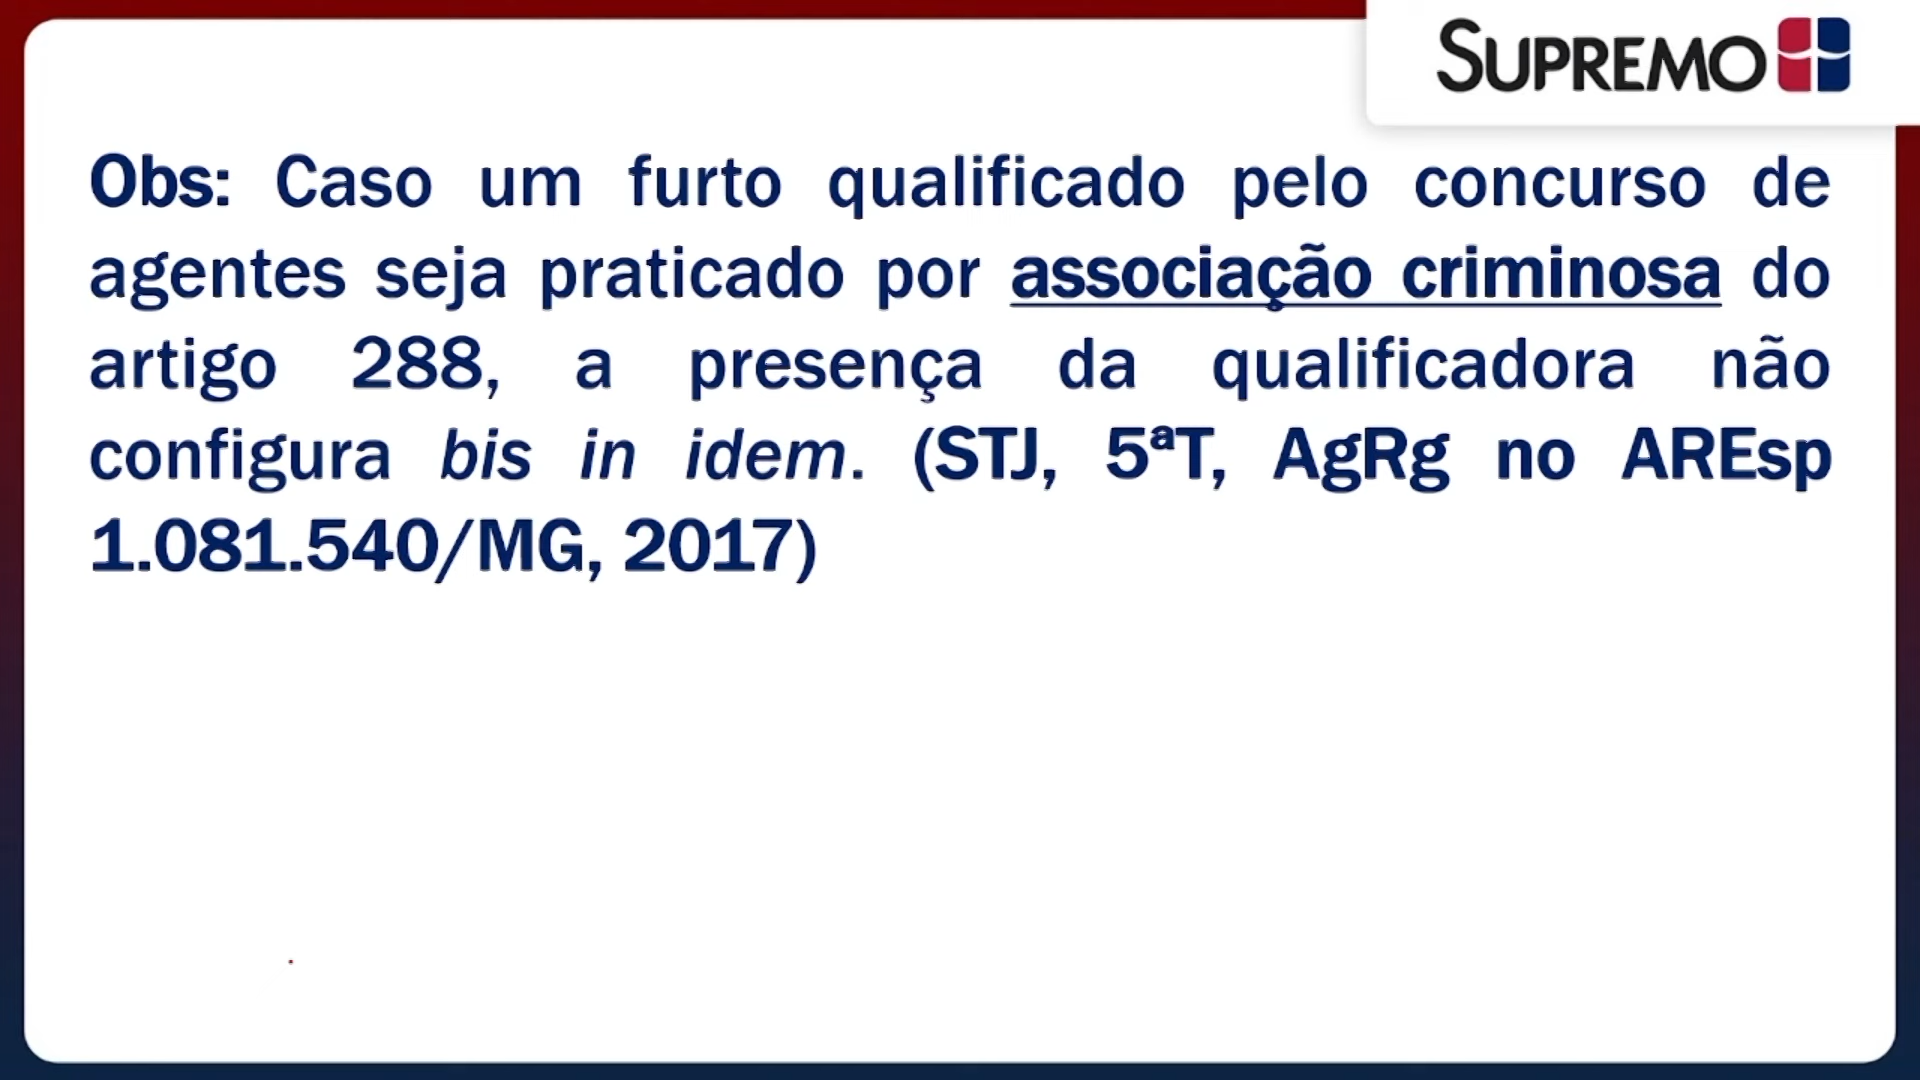 SUPREMO
Obs: Caso um furto qualificado pelo concurso de
agentes seja praticado por associação criminosa do
artigo 288, a presença da qualificadora não
configura bis in idem. (STJ, 5ªT, AgRg no AREsp
1.081.540/MG, 2017)